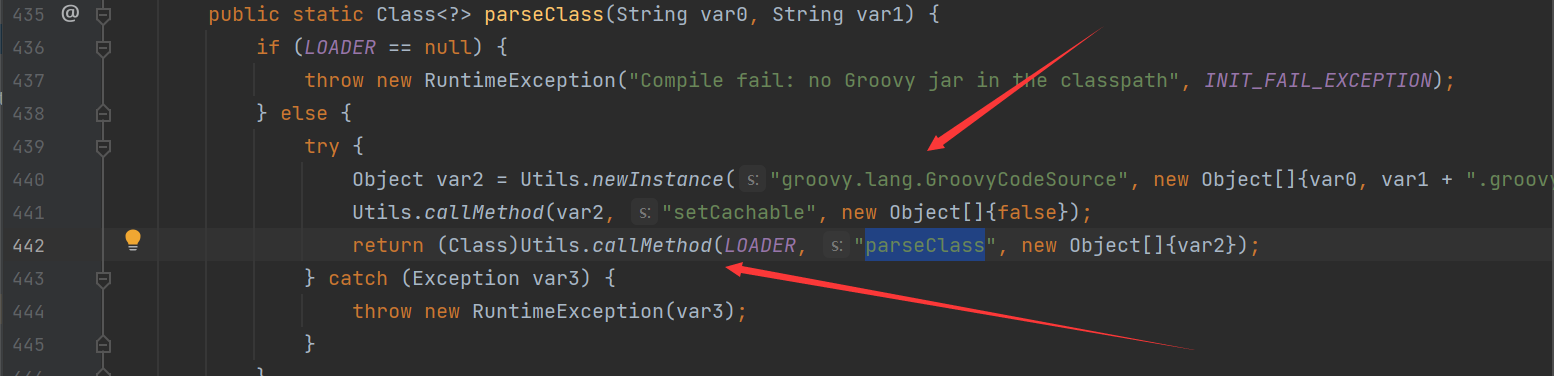 435 @ public static Class<?> parseClass(String var0, String var1) {
436 if (LOADER == null) {
437 throw new RuntimeException("Compile fail: no Groovy jar in the classpath", INIT_FAIL_EXCEPTION);
438 } else {
439 try {
440 Object var2 = Utils.newInstance( s: "groovy.lang.GroovyCodeSource", new Object[]{var0, var1 + ".groovy
441 Utils.callMethod(var2, s: "setCachable", new Object[]{false});
442 return (Class)Utils.callMethod(LOADER, s: "parseClass", new Object[]{var2});
443 } catch (Exception var3) {
444 throw new RuntimeException(var3);
445 }
}